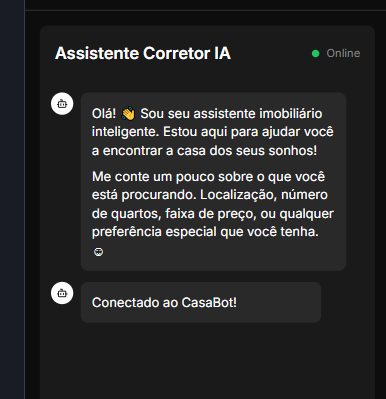 Assistente Corretor IA
Online
Olá! 👋 Sou seu assistente imobiliário
inteligente. Estou aqui para ajudar você
a encontrar a casa dos seus sonhos!
Me conte um pouco sobre o que você
está procurando. Localização, número
de quartos, faixa de preço, ou qualquer
preferência especial que você tenha.
☺
Conectado ao CasaBot!